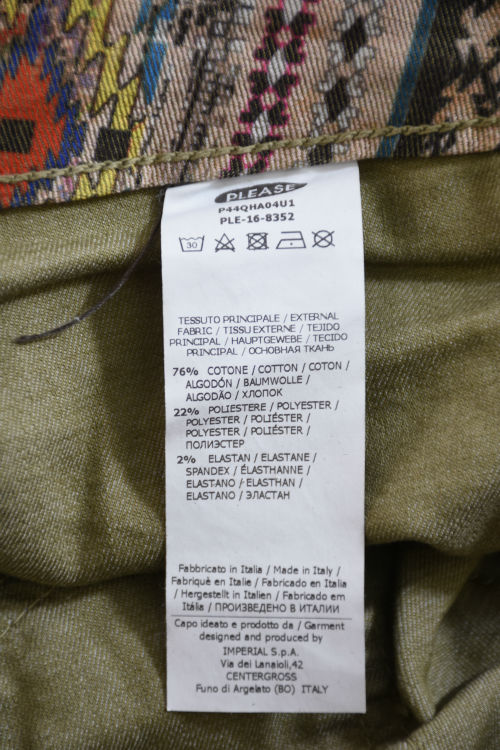 PLEASE
P44QHA04U1
PLE-16-8352
30
TESSUTO PRINCIPALE / EXTERNAL
FABRIC / TISSU EXTERNE / TEJIDO
PRINCIPAL / HAUPTGEWEBE / TECIDO
PRINCIPAL / ОСНОВНАЯ ТКАНЬ
76% COTONE / COTTON / COTON /
ALGODÓN / BAUMWOLLE /
ALGODÃO / ХЛОПОК
22% POLIESTERE / POLYESTER /
POLYESTER / POLIÉSTER /
POLYESTER / POLIÉSTER /
ПОЛИЭСТЕР
2% ELASTAN / ELASTANE /
SPANDEX / ÉLASTHANNE /
ELASTANO / ELASTHAN /
ELASTANO / ЭЛАСТАН
Fabbricato in Italia / Made in Italy /
Fabriqué en Italie / Fabricado en Italia
/ Hergestellt in Italien / Fabricado em
Itália / ПРОИЗВЕДЕНО В ИТАЛИИ
Capo ideato e prodotto da / Garment
designed and produced by
IMPERIAL S.p.A.
Via dei Lanaioli,42
CENTERGROSS
Funo di Argelato (BO) ITALY